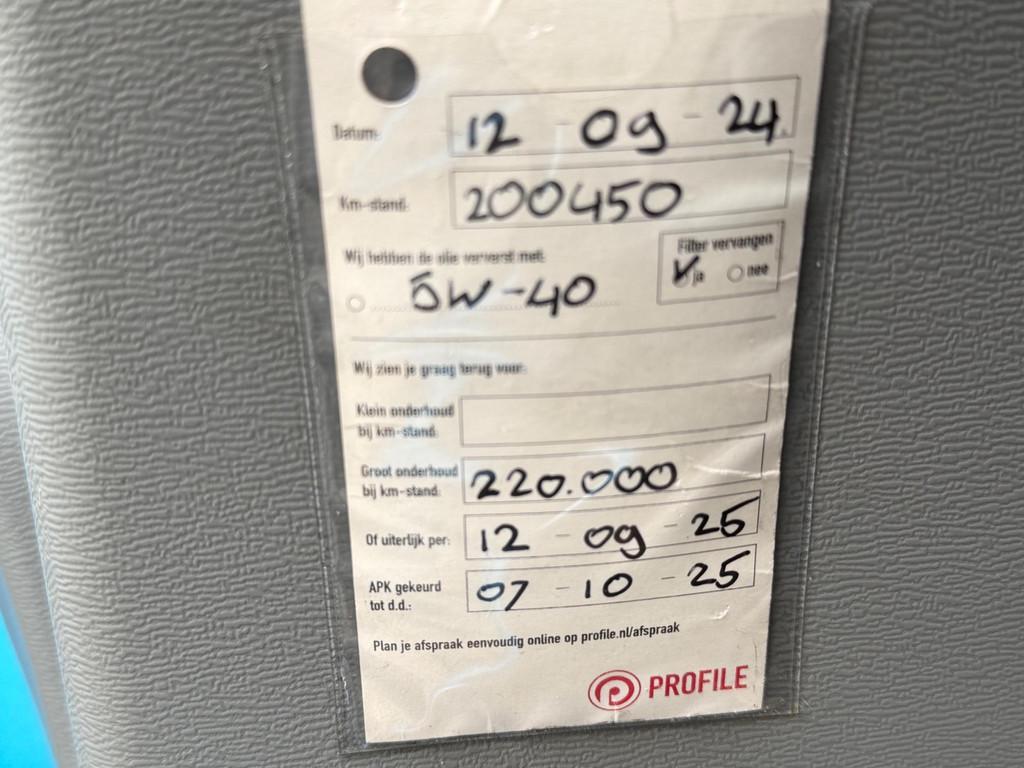 Datum: 12 - 09 - 24
Km-stand: 200450
Wij hebben de olie ververst met:
Filter vervangen
ja nee
5W-40
Wij zien je graag terug voor:
Klein onderhoud
bij km-stand:
Groot onderhoud
bij km-stand: 220.000
Of uiterlijk per: 12 - 09 - 25
APK gekeurd
tot d.d.: 07 - 10 - 25
Plan je afspraak eenvoudig online op profile.nl/afspraak
PROFILE